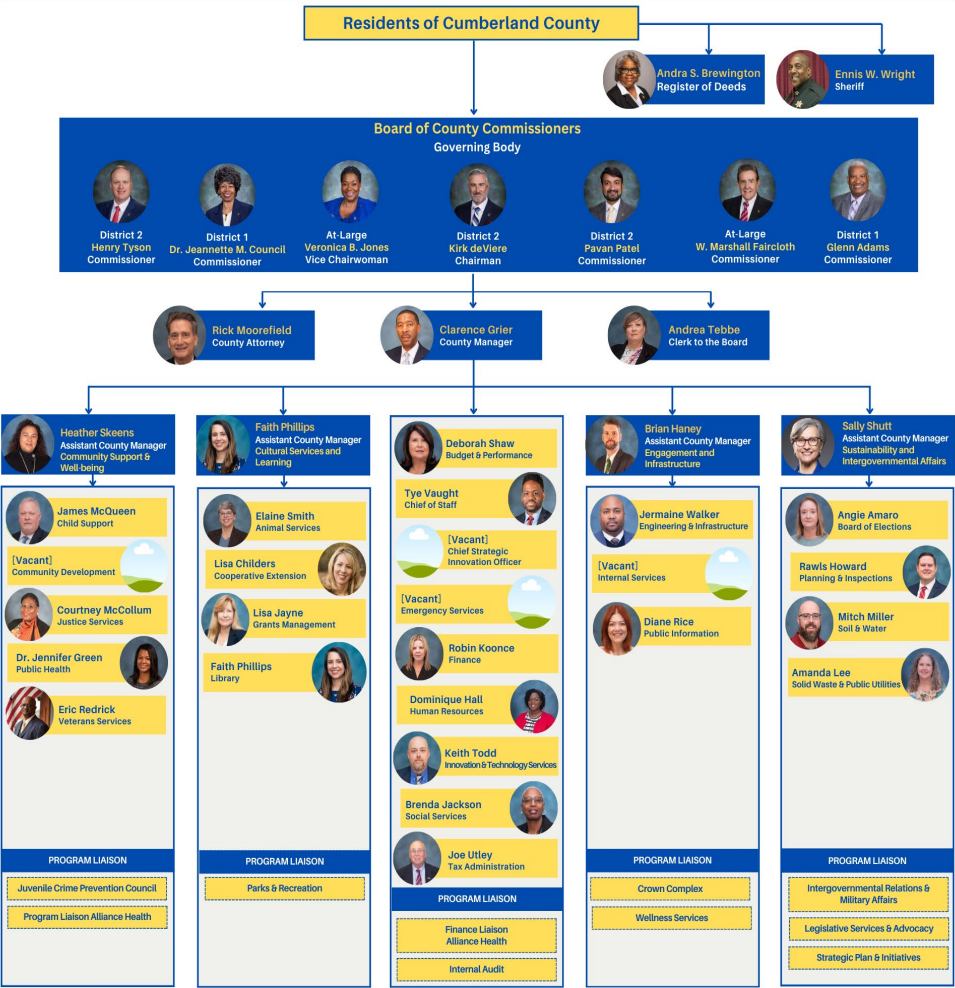 Residents of Cumberland County
Andra S. Brewington
Register of Deeds
Ennis W. Wright
Sheriff
Board of County Commissioners
Governing Body
District 2
Henry Tyson
Commissioner
District 1
Dr. Jeannette M. Council
Commissioner
At-Large
Veronica B. Jones
Vice Chairwoman
District 2
Kirk deViere
Chairman
District 2
Pavan Patel
Commissioner
At-Large
W. Marshall Faircloth
Commissioner
District 1
Glenn Adams
Commissioner
Rick Moorefield
County Attorney
Clarence Grier
County Manager
Andrea Tebbe
Clerk to the Board
Heather Skeens
Assistant County Manager
Community Support &
Well-being
James McQueen
Child Support
[Vacant]
Community Development
Courtney McCollum
Justice Services
Dr. Jennifer Green
Public Health
Eric Redrick
Veterans Services
PROGRAM LIAISON
Juvenile Crime Prevention Council
Program Liaison Alliance Health
Faith Phillips
Assistant County Manager
Cultural Services and
Learning
Elaine Smith
Animal Services
Lisa Childers
Cooperative Extension
Lisa Jayne
Grants Management
Faith Phillips
Library
PROGRAM LIAISON
Parks & Recreation
Deborah Shaw
Budget & Performance
Tye Vaught
Chief of Staff
[Vacant]
Chief Strategic
Innovation Officer
[Vacant]
Emergency Services
Robin Koonce
Finance
Dominique Hall
Human Resources
Keith Todd
Innovation & Technology Services
Brenda Jackson
Social Services
Joe Utley
Tax Administration
PROGRAM LIAISON
Finance Liaison
Alliance Health
Internal Audit
Brian Haney
Assistant County Manager
Engagement and
Infrastructure
Jermaine Walker
Engineering & Infrastructure
[Vacant]
Internal Services
Diane Rice
Public Information
PROGRAM LIAISON
Crown Complex
Wellness Services
Sally Shutt
Assistant County Manager
Sustainability and
Intergovernmental Affairs
Angie Amaro
Board of Elections
Rawls Howard
Planning & Inspections
Mitch Miller
Soil & Water
Amanda Lee
Solid Waste & Public Utilities
PROGRAM LIAISON
Intergovernmental Relations &
Military Affairs
Legislative Services & Advocacy
Strategic Plan & Initiatives